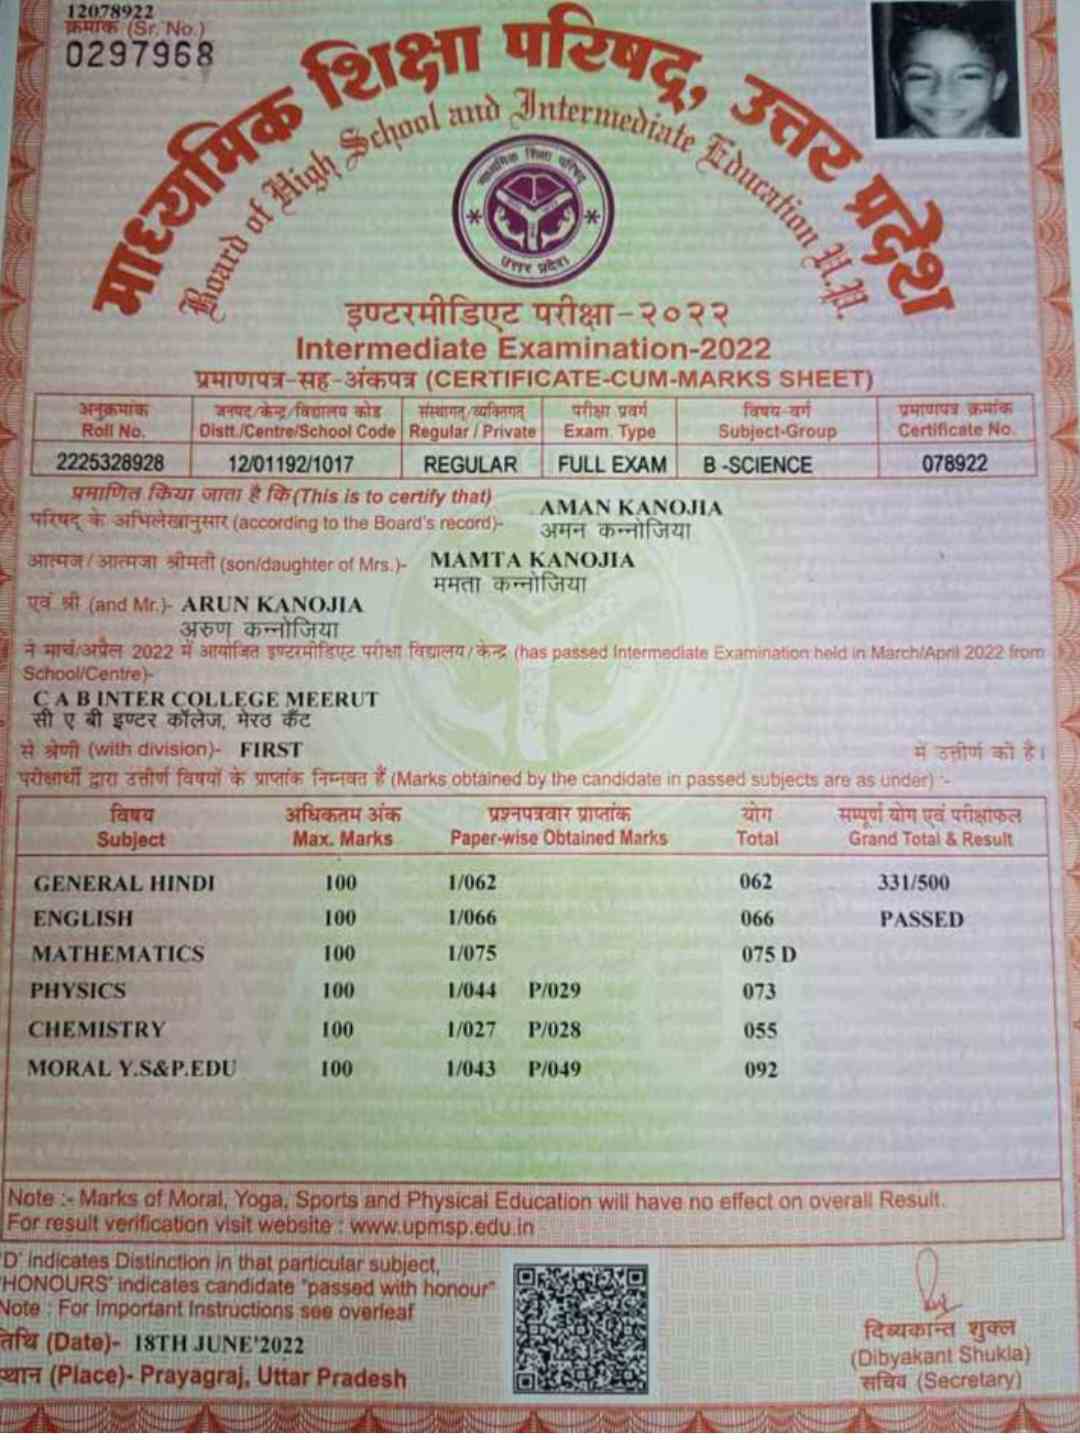 12078922
क्रमांक (Sr. No.)
0297968
माध्यमिक शिक्षा परिषद्, उत्तर प्रदेश
Board of High School and Intermediate Education U.P.
माध्यमिक शिक्षा परिषद
उत्तर प्रदेश
इण्टरमीडिएट परीक्षा-२०२२
Intermediate Examination-2022
प्रमाणपत्र-सह-अंकपत्र (CERTIFICATE-CUM-MARKS SHEET)
अनुक्रमांक जनपद/केन्द्र/विद्यालय कोड संस्थागत/व्यक्तिगत परीक्षा प्रवर्ग विषय-वर्ग प्रमाणपत्र क्रमांक
Roll No. Distt./Centre/School Code Regular / Private Exam. Type Subject-Group Certificate No.
2225328928 12/01192/1017 REGULAR FULL EXAM B -SCIENCE 078922
प्रमाणित किया जाता है कि (This is to certify that)
परिषद् के अभिलेखानुसार (according to the Board's record)- AMAN KANOJIA
अमन कन्नोजिया
आत्मज/आत्मजा श्रीमती (son/daughter of Mrs.)- MAMTA KANOJIA
ममता कन्नोजिया
एवं श्री (and Mr.)- ARUN KANOJIA
अरुण कन्नोजिया
ने मार्च/अप्रैल 2022 में आयोजित इण्टरमीडिएट परीक्षा विद्यालय/केन्द्र (has passed Intermediate Examination held in March/April 2022 from
School/Centre)-
C A B INTER COLLEGE MEERUT
सी ए बी इण्टर कॉलेज, मेरठ कैंट
से श्रेणी (with division)- FIRST में उत्तीर्ण की है।
परीक्षार्थी द्वारा उत्तीर्ण विषयों के प्राप्तांक निम्नवत हैं (Marks obtained by the candidate in passed subjects are as under) :-
विषय अधिकतम अंक प्रश्नपत्रवार प्राप्तांक योग सम्पूर्ण योग एवं परीक्षाफल
Subject Max. Marks Paper-wise Obtained Marks Total Grand Total & Result
GENERAL HINDI 100 1/062 062 331/500
ENGLISH 100 1/066 066 PASSED
MATHEMATICS 100 1/075 075 D
PHYSICS 100 1/044 P/029 073
CHEMISTRY 100 1/027 P/028 055
MORAL Y.S&P.EDU 100 1/043 P/049 092
Note :- Marks of Moral, Yoga, Sports and Physical Education will have no effect on overall Result.
For result verification visit website : www.upmsp.edu.in
'D' indicates Distinction in that particular subject,
'HONOURS' indicates candidate "passed with honour"
Note : For Important Instructions see overleaf
तिथि (Date)- 18TH JUNE'2022
स्थान (Place)- Prayagraj, Uttar Pradesh
दिब्यकान्त शुक्ल
(Dibyakant Shukla)
सचिव (Secretary)